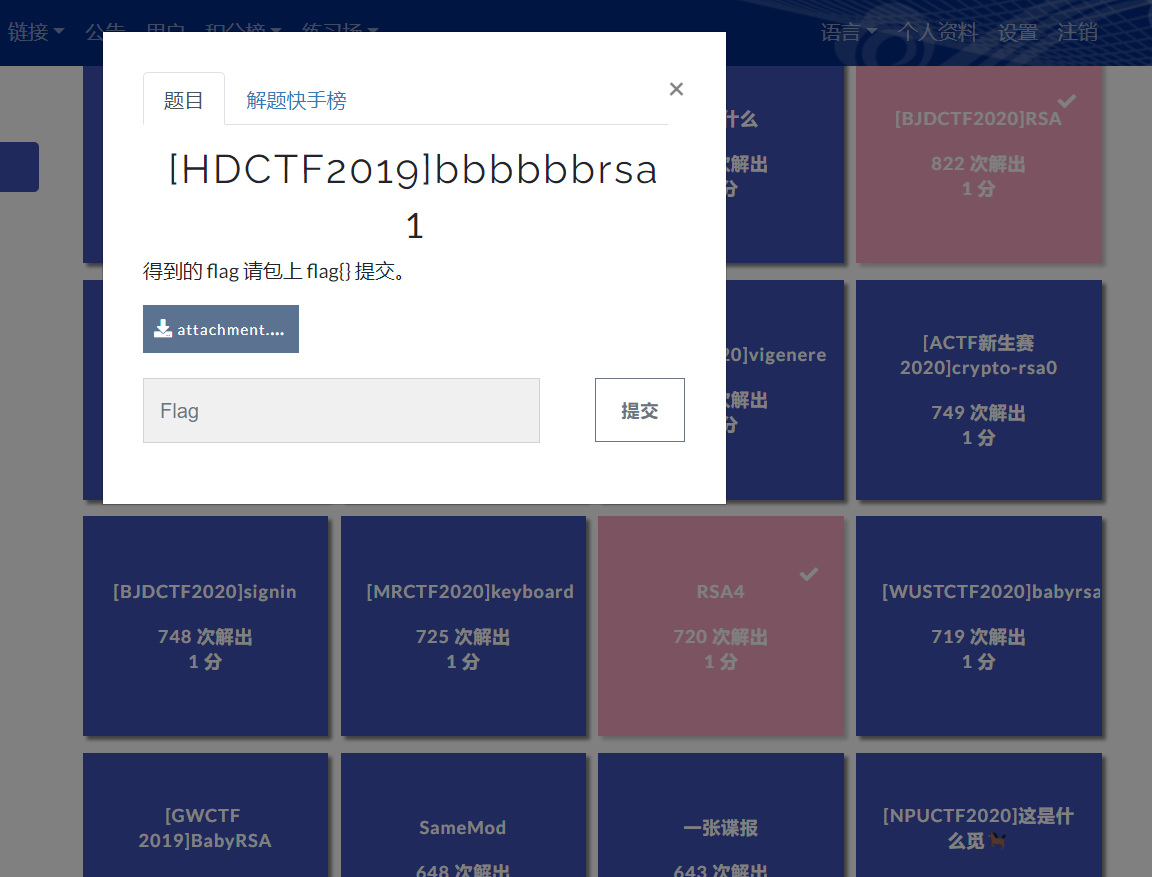 链接 公告 用户 积分榜 练习场 语言 个人资料 设置 注销
题目 解题快手榜 ×
[HDCTF2019]bbbbbbrsa
1
得到的 flag 请包上 flag{} 提交。
attachment....
Flag 提交
什么
次解出
分
[BJDCTF2020]RSA
822 次解出
1 分
20]vigenere
次解出
分
[ACTF新生赛
2020]crypto-rsa0
749 次解出
1 分
[BJDCTF2020]signin
748 次解出
1 分
[MRCTF2020]keyboard
725 次解出
1 分
RSA4
720 次解出
1 分
[WUSTCTF2020]babyrsa
719 次解出
1 分
[GWCTF
2019]BabyRSA
SameMod
648 次解出
一张谍报
643 次解出
[NPUCTF2020]这是什
么觅🐎